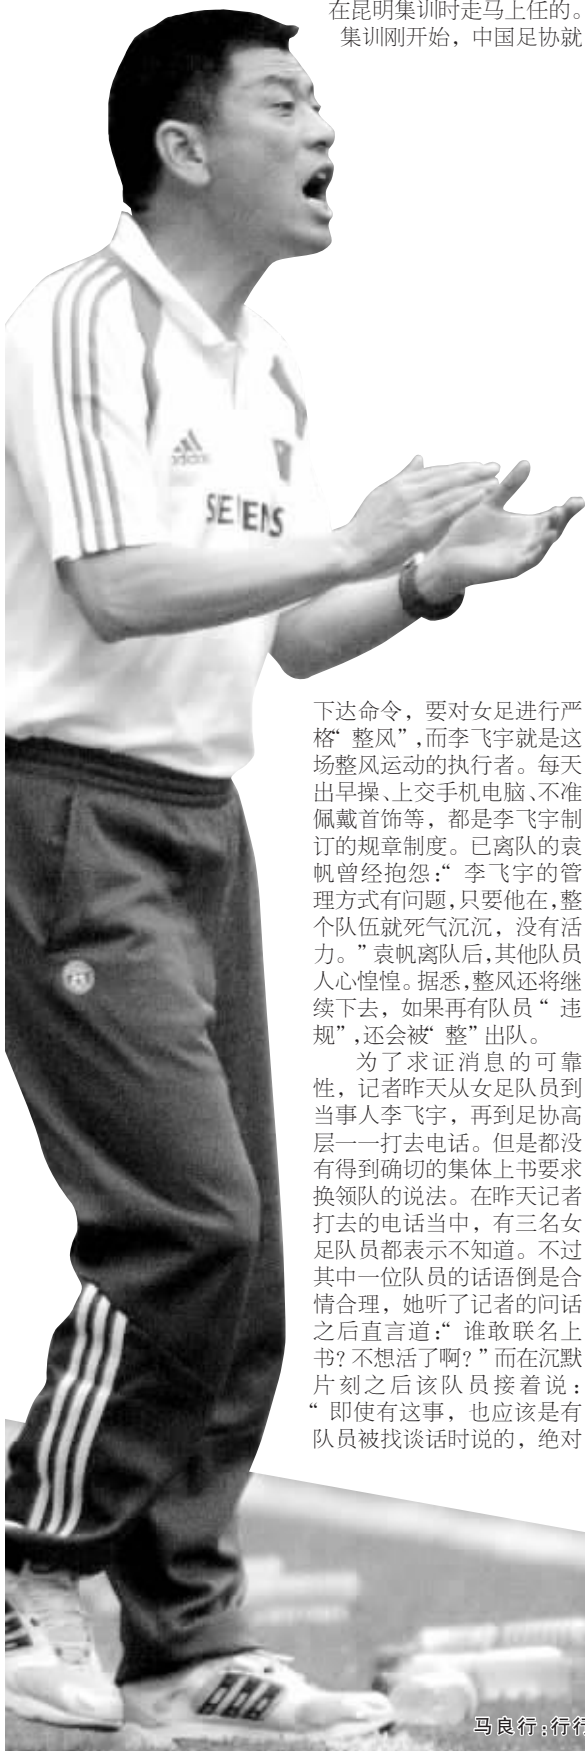 在昆明集训时走马上任的。
集训刚开始，中国足协就
adidas
SIEMENS
下达命令，要对女足进行严
格“整风”，而李飞宇就是这
场整风运动的执行者。每天
出早操、上交手机电脑、不准
佩戴首饰等，都是李飞宇制
订的规章制度。已离队的袁
帆曾经抱怨：“李飞宇的管
理方式有问题，只要他在，整
个队伍就死气沉沉，没有活
力。”袁帆离队后，其他队员
人心惶惶。据悉，整风还将继
续下去，如果再有队员“违
规”，还会被“整”出队。
为了求证消息的可靠
性，记者昨天从女足队员到
当事人李飞宇，再到足协高
层一一打去电话。但是都没
有得到确切的集体上书要求
换领队的说法。在昨天记者
打去的电话当中，有三名女
足队员都表示不知道。不过
其中一位队员的话语倒是合
情合理，她听了记者的问话
之后直言道：“谁敢联名上
书？不想活了啊？”而在沉默
片刻之后该队员接着说：
“即使有这事，也应该是有
队员被找谈话时说的，绝对
马良行：行行